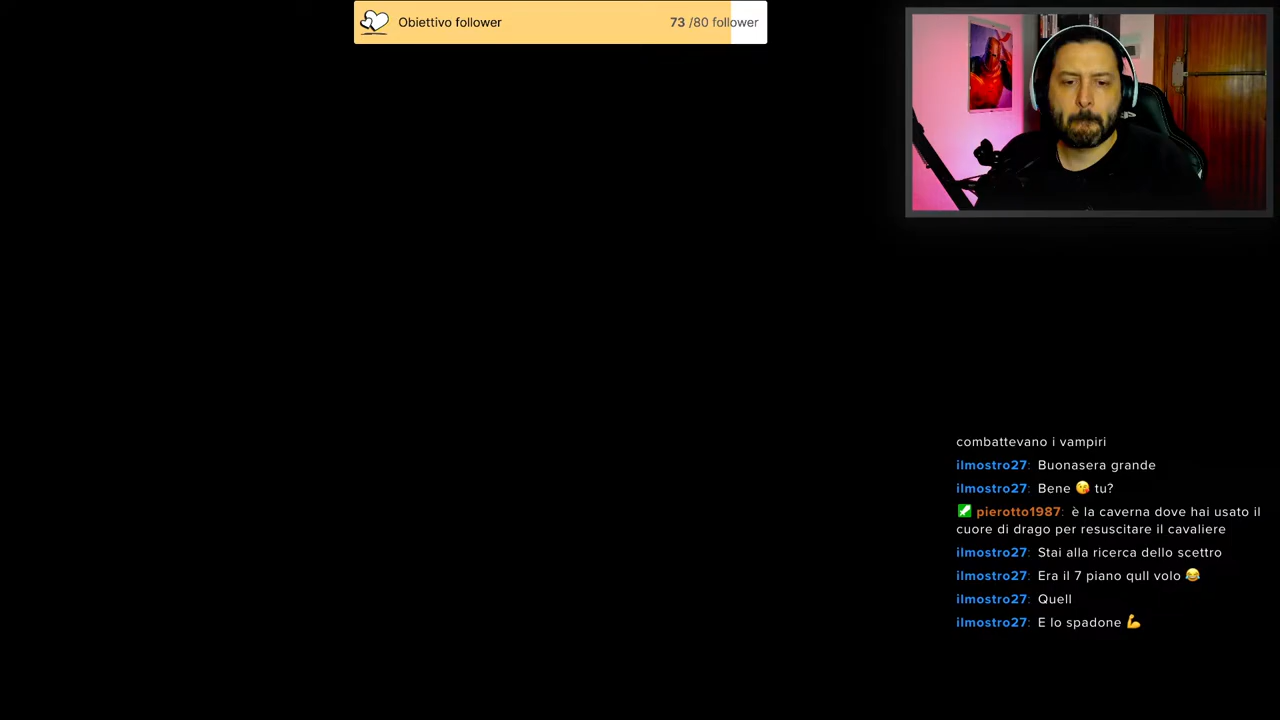 Obiettivo follower 73 /80 follower
combattevano i vampiri
ilmostro27: Buonasera grande
ilmostro27: Bene 😘 tu?
pierotto1987: è la caverna dove hai usato il
cuore di drago per resuscitare il cavaliere
ilmostro27: Stai alla ricerca dello scettro
ilmostro27: Era il 7 piano qull volo 😂
ilmostro27: Quell
ilmostro27: E lo spadone 💪